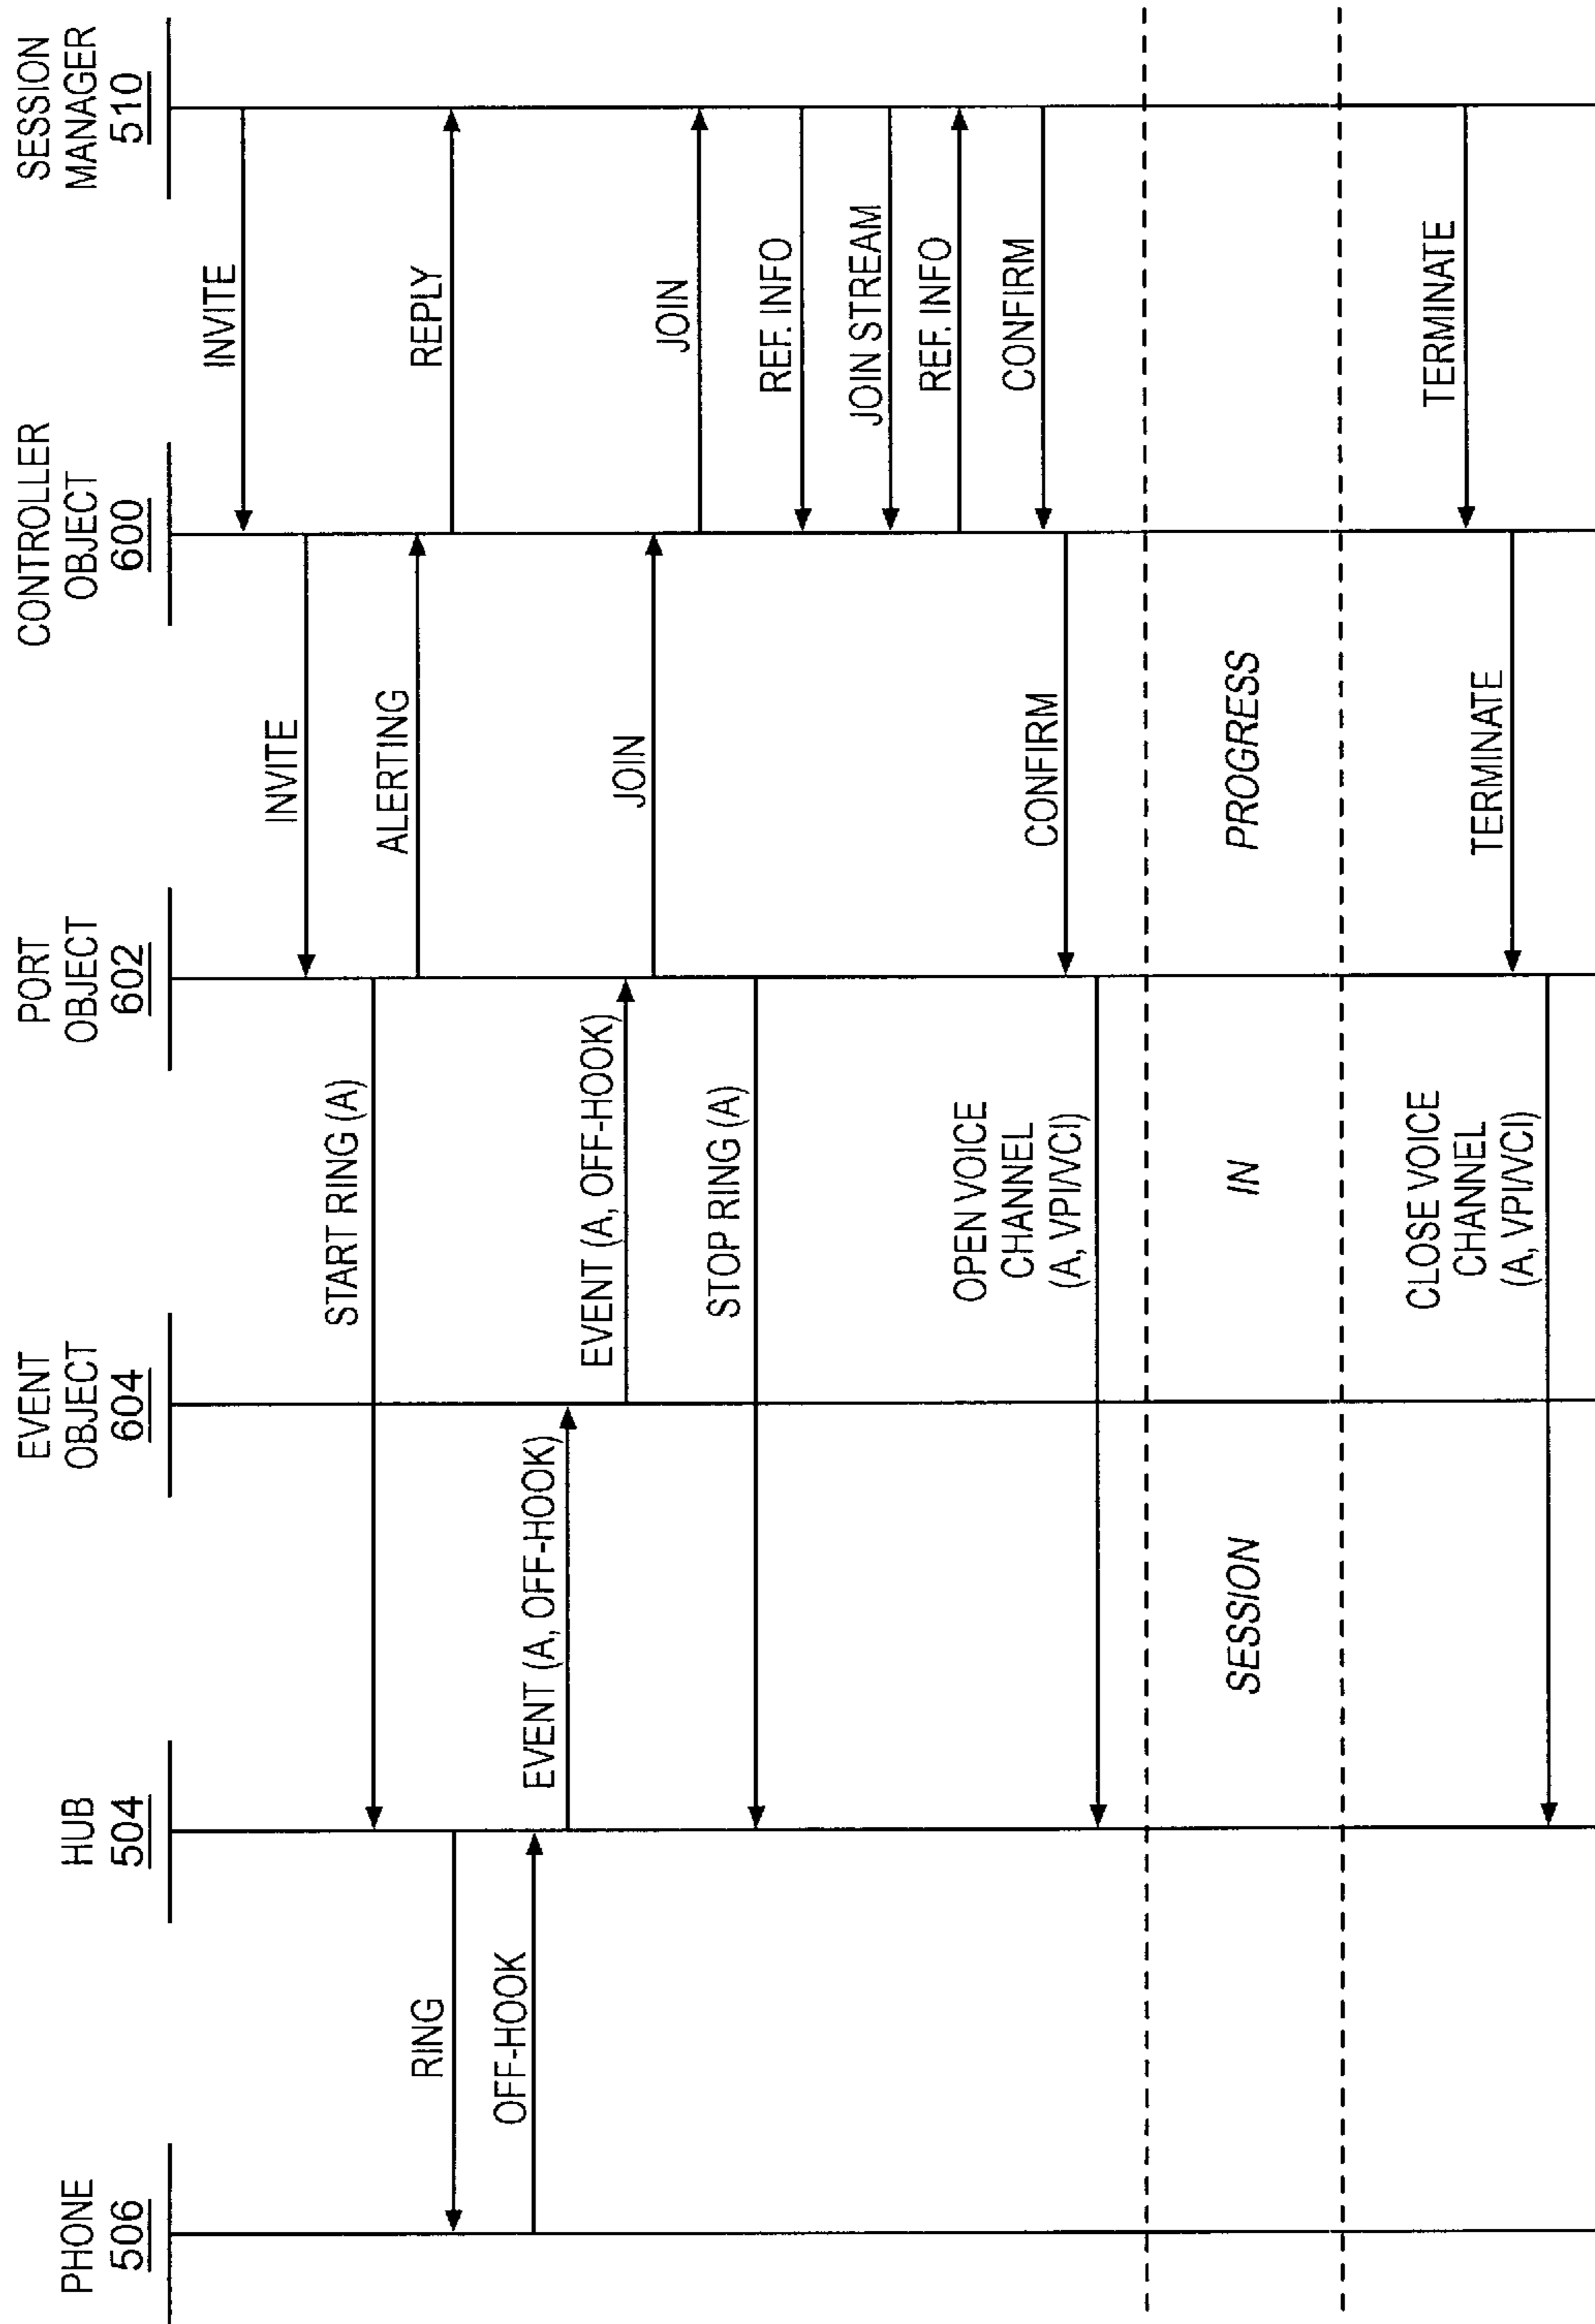 PHONE
506
HUB
504
EVENT
OBJECT
604
PORT
OBJECT
602
CONTROLLER
OBJECT
600
SESSION
MANAGER
510
INVITE
INVITE
START RING (A)
ALERTING
REPLY
RING
OFF-HOOK
EVENT (A, OFF-HOOK)
EVENT (A, OFF-HOOK)
JOIN
JOIN
STOP RING (A)
REF. INFO
JOIN STREAM
REF. INFO
CONFIRM
CONFIRM
OPEN VOICE
CHANNEL
(A, VPI/VCI)
SESSION
IN
PROGRESS
TERMINATE
TERMINATE
CLOSE VOICE
CHANNEL
(A, VPI/VCI)